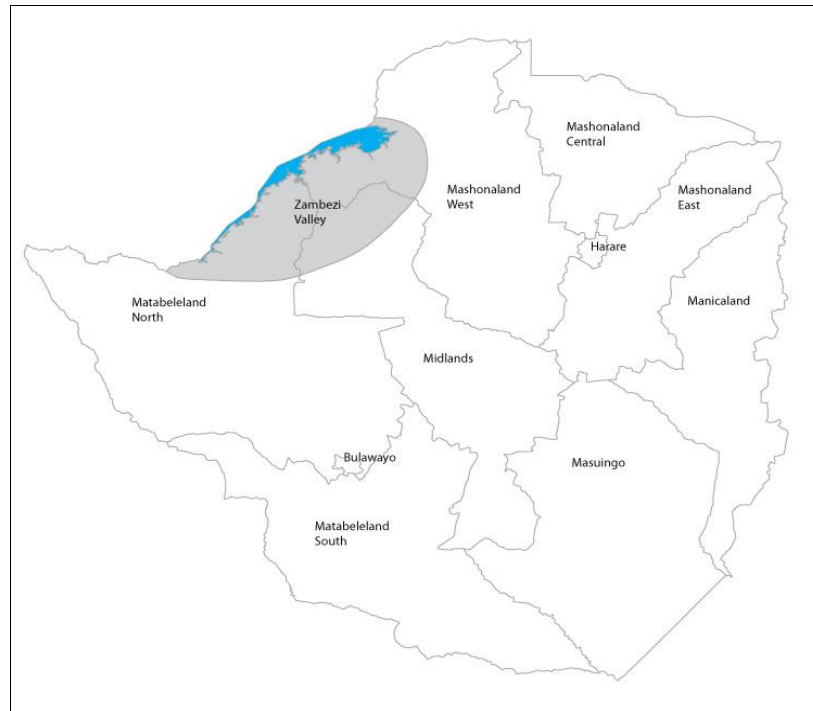 Mashonaland
Central
Mashonaland
West
Mashonaland
East
Zambezi
Valley
Harare
Matabeleland
North
Manicaland
Midlands
Bulawayo
Masuingo
Matabeleland
South